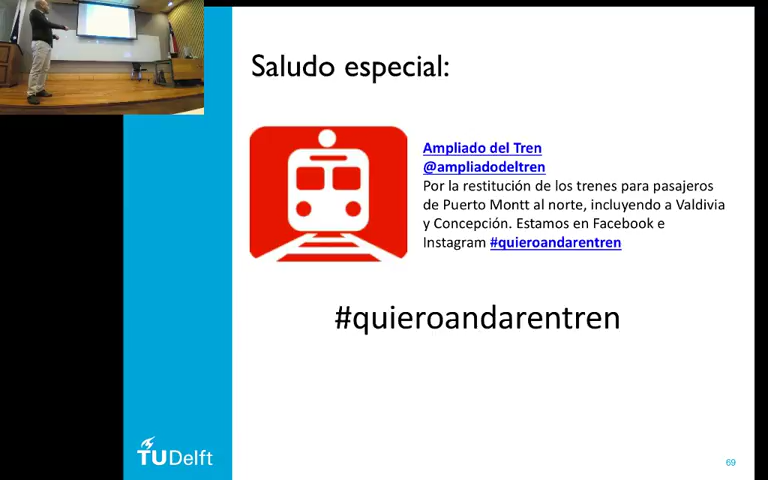 Saludo especial:
Ampliado del Tren
@ampliadodeltren
Por la restitución de los trenes para pasajeros
de Puerto Montt al norte, incluyendo a Valdivia
y Concepción. Estamos en Facebook e
Instagram #quieroandarentren
#quieroandarentren
TUDelft
69